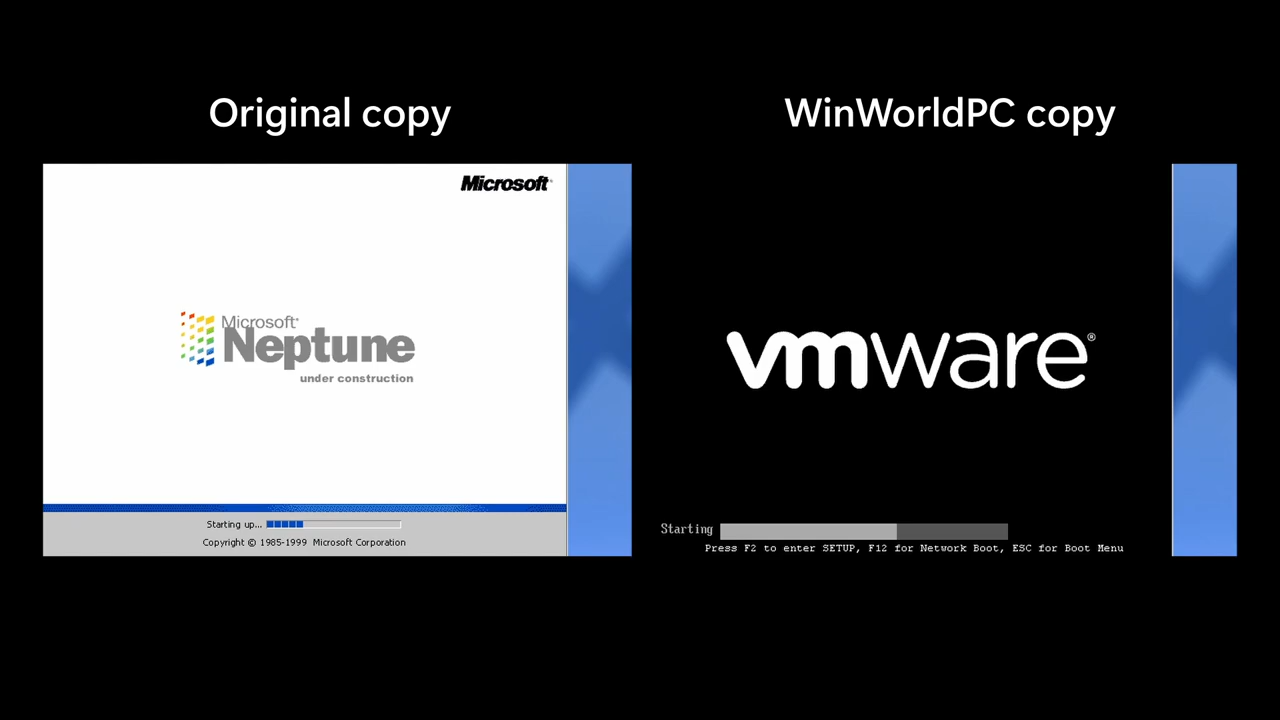 Original copy
WinWorldPC copy
Microsoft®
Microsoft®
Neptune
under construction
Starting up...
Copyright © 1985-1999 Microsoft Corporation
vmware®
Starting
Press F2 to enter SETUP, F12 for Network Boot, ESC for Boot Menu